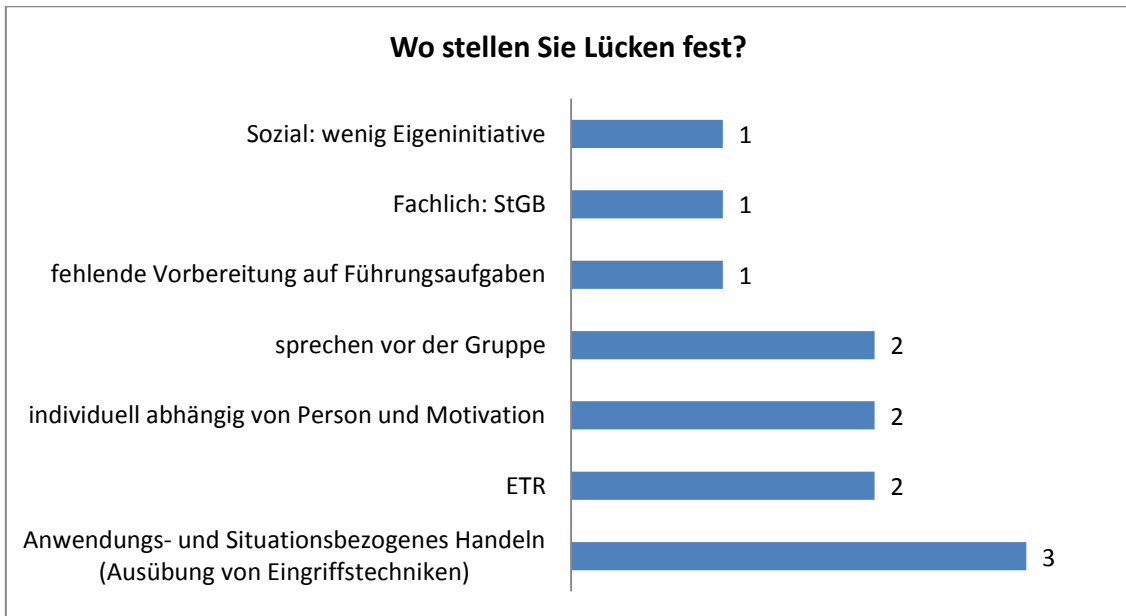 Wo stellen Sie Lücken fest?
Sozial: wenig Eigeninitiative 1
Fachlich: StGB 1
fehlende Vorbereitung auf Führungsaufgaben 1
sprechen vor der Gruppe 2
individuell abhängig von Person und Motivation 2
ETR 2
Anwendungs- und Situationsbezogenes Handeln
(Ausübung von Eingriffstechniken) 3